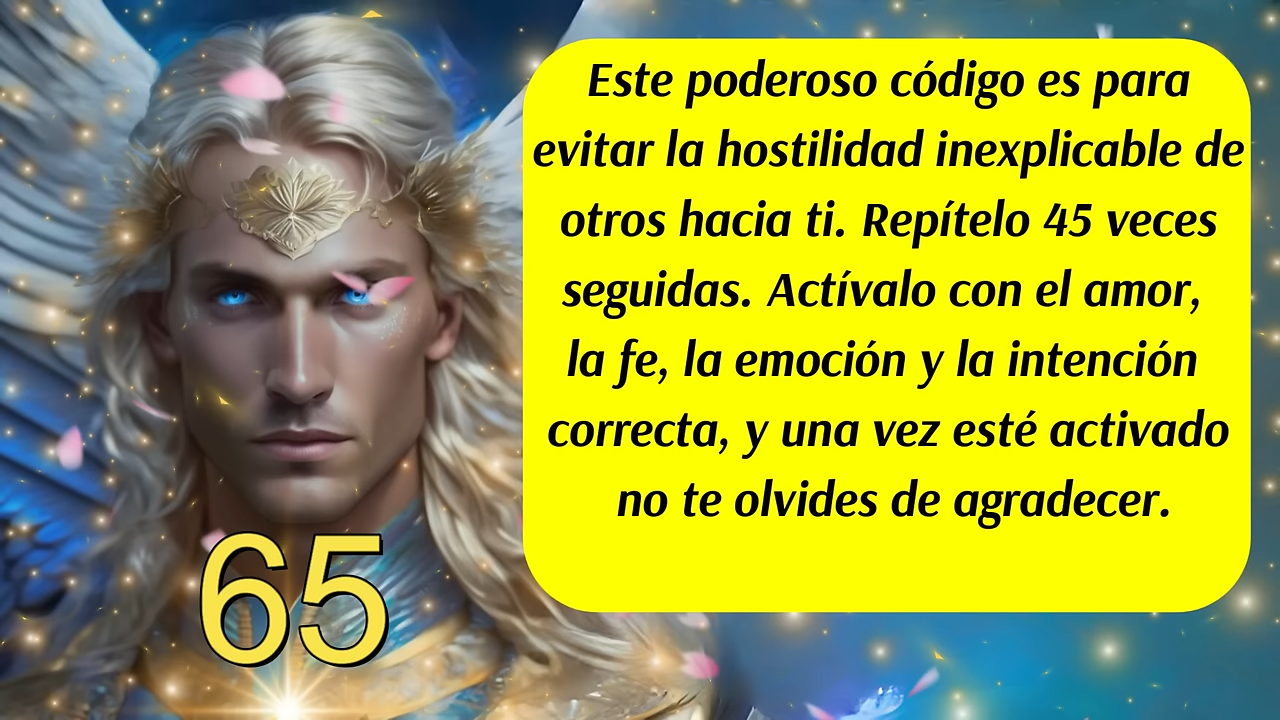 Este poderoso código es para
evitar la hostilidad inexplicable de
otros hacia ti. Repítelo 45 veces
seguidas. Actívalo con el amor,
la fe, la emoción y la intención
correcta, y una vez esté activado
no te olvides de agradecer.
65